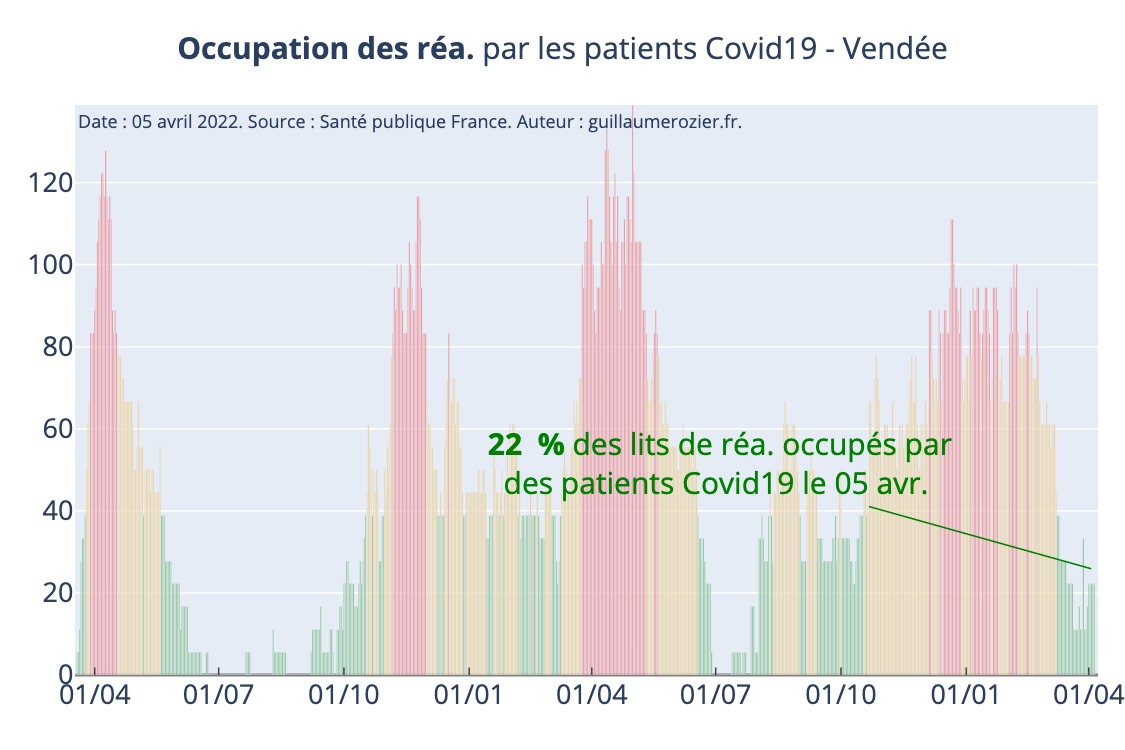 Occupation des réa. par les patients Covid19 - Vendée
Date : 05 avril 2022. Source : Santé publique France. Auteur : guillaumerozier.fr.
120
100
80
60
40
20
0
22  % des lits de réa. occupés par
des patients Covid19 le 05 avr.
01/04 01/07 01/10 01/01 01/04 01/07 01/10 01/01 01/04